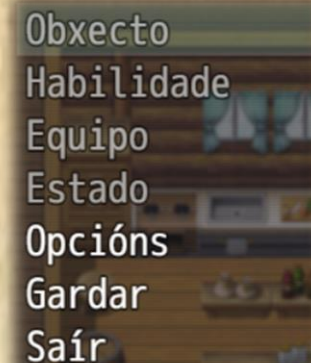 Obxecto
Habilidade
Equipo
Estado
Opcións
Gardar
Saír